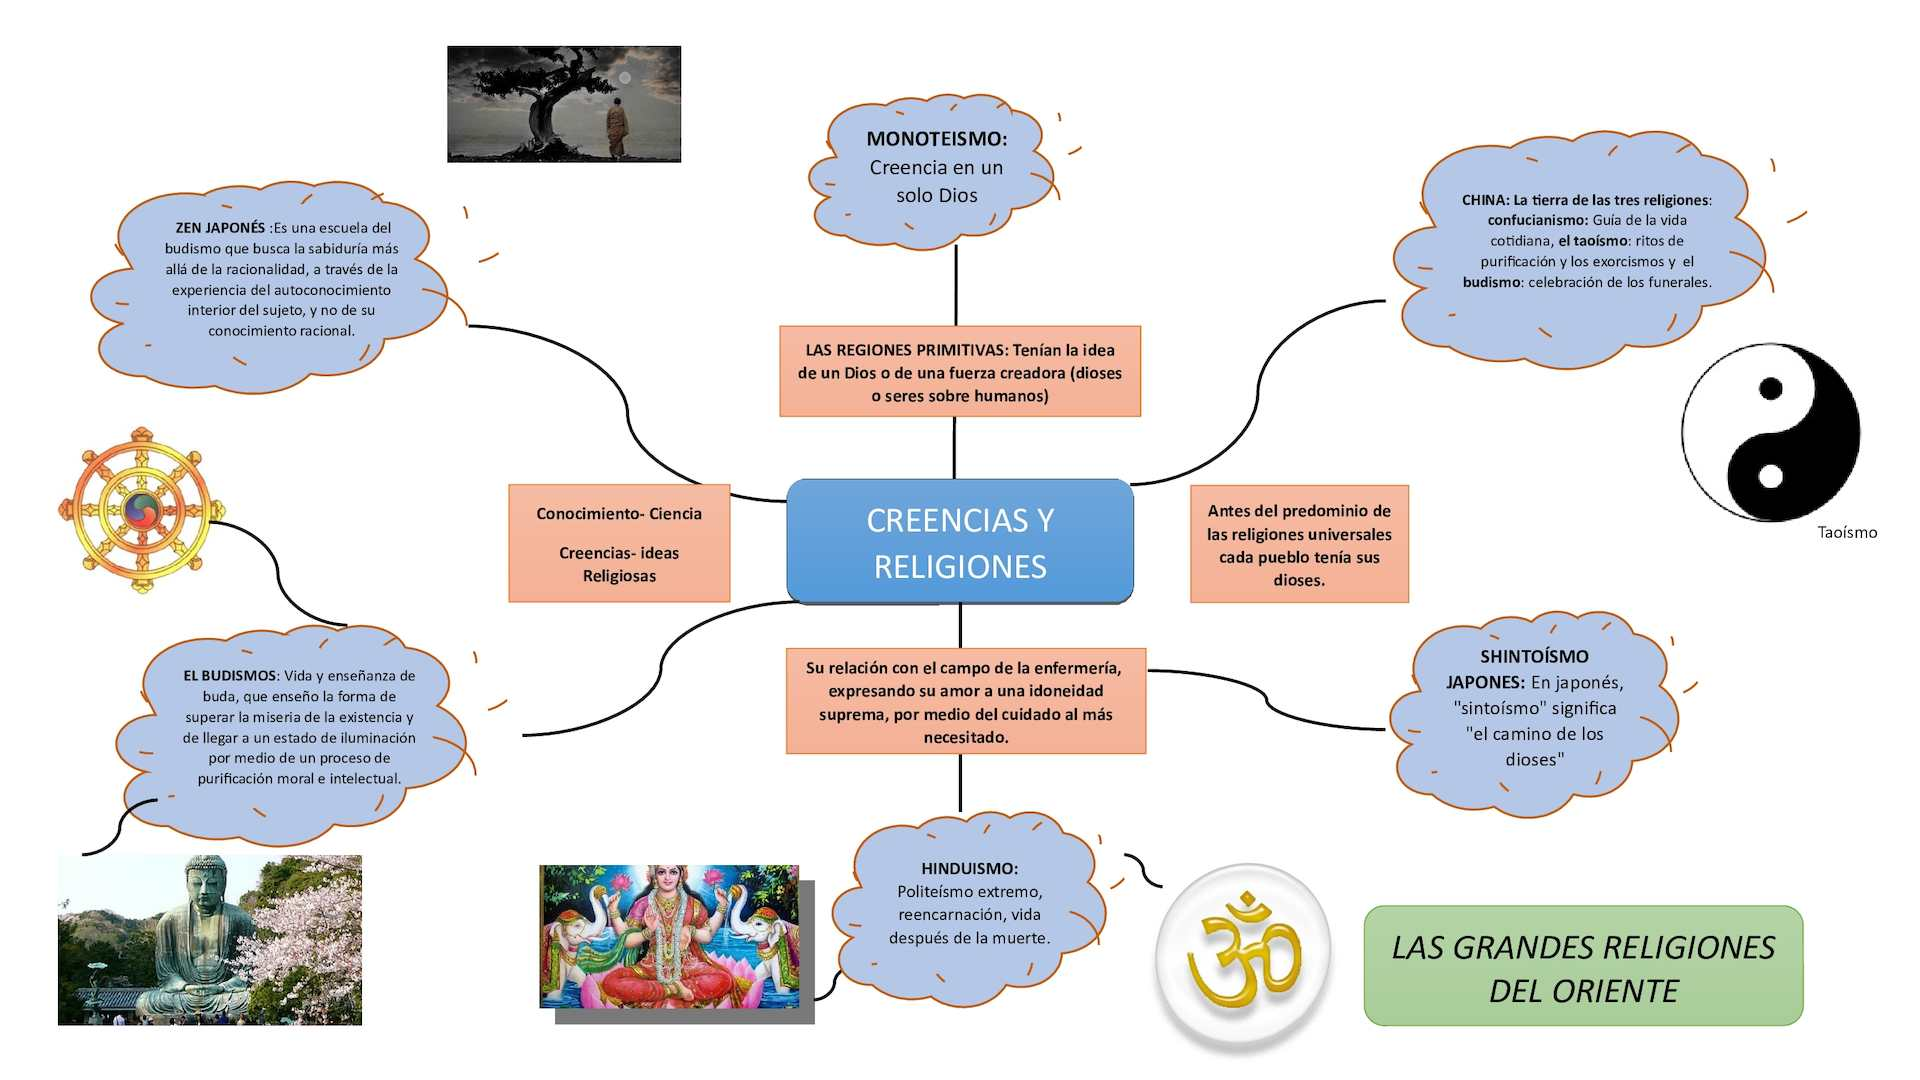 MONOTEISMO:
Creencia en un
solo Dios
ZEN JAPONÉS :Es una escuela del
budismo que busca la sabiduría más
allá de la racionalidad, a través de la
experiencia del autoconocimiento
interior del sujeto, y no de su
conocimiento racional.
CHINA: La tierra de las tres religiones:
confucianismo: Guía de la vida
cotidiana, el taoísmo: ritos de
purificación y los exorcismos y  el
budismo: celebración de los funerales.
LAS REGIONES PRIMITIVAS: Tenían la idea
de un Dios o de una fuerza creadora (dioses
o seres sobre humanos)
Conocimiento- Ciencia
Creencias- ideas
Religiosas
CREENCIAS Y
RELIGIONES
Antes del predominio de
las religiones universales
cada pueblo tenía sus
dioses.
Taoísmo
EL BUDISMOS: Vida y enseñanza de
buda, que enseño la forma de
superar la miseria de la existencia y
de llegar a un estado de iluminación
por medio de un proceso de
purificación moral e intelectual.
Su relación con el campo de la enfermería,
expresando su amor a una idoneidad
suprema, por medio del cuidado al más
necesitado.
SHINTOÍSMO
JAPONES: En japonés,
"sintoísmo" significa
"el camino de los
dioses"
HINDUISMO:
Politeísmo extremo,
reencarnación, vida
después de la muerte.
ॐ
LAS GRANDES RELIGIONES
DEL ORIENTE